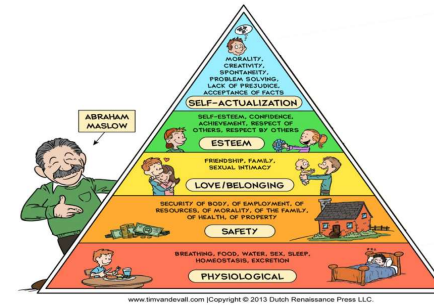 MORALITY,
CREATIVITY,
SPONTANEITY,
PROBLEM SOLVING,
LACK OF PREJUDICE,
ACCEPTANCE OF FACTS
SELF-ACTUALIZATION
ABRAHAM
MASLOW
SELF-ESTEEM, CONFIDENCE,
ACHIEVEMENT, RESPECT OF
OTHERS, RESPECT BY OTHERS
ESTEEM
FRIENDSHIP, FAMILY,
SEXUAL INTIMACY
LOVE/BELONGING
SECURITY OF BODY, OF EMPLOYMENT, OF
RESOURCES, OF MORALITY, OF THE FAMILY,
OF HEALTH, OF PROPERTY
SAFETY
BREATHING, FOOD, WATER, SEX, SLEEP,
HOMEOSTASIS, EXCRETION
PHYSIOLOGICAL
www.timvandevall.com |Copyright © 2013 Dutch Renaissance Press LLC.